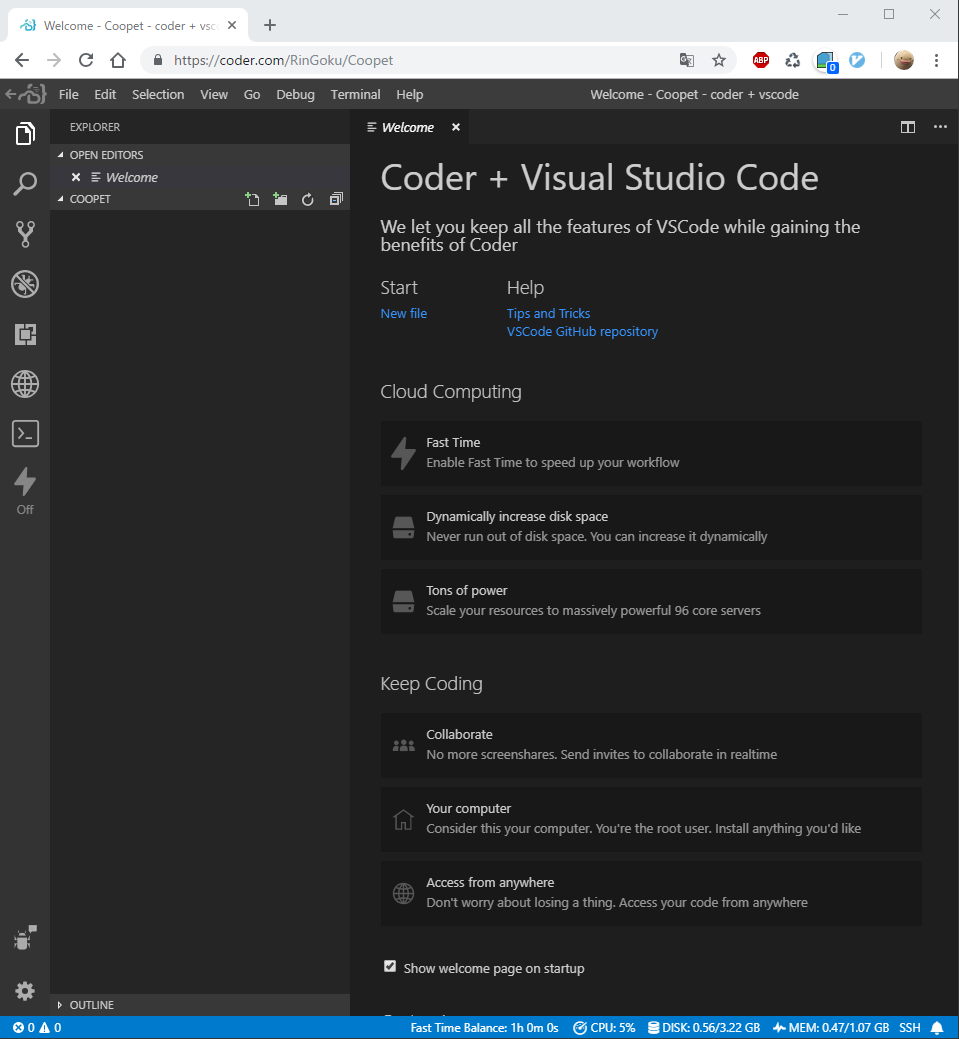 Welcome - Coopet - coder + vsc
https://coder.com/RinGoku/Coopet
ABP
0
File Edit Selection View Go Debug Terminal Help
Welcome - Coopet - coder + vscode
EXPLORER
OPEN EDITORS
Welcome
COOPET
Off
OUTLINE
Welcome
Coder + Visual Studio Code
We let you keep all the features of VSCode while gaining the
benefits of Coder
Start
New file
Help
Tips and Tricks
VSCode GitHub repository
Cloud Computing
Fast Time
Enable Fast Time to speed up your workflow
Dynamically increase disk space
Never run out of disk space. You can increase it dynamically
Tons of power
Scale your resources to massively powerful 96 core servers
Keep Coding
Collaborate
No more screenshares. Send invites to collaborate in realtime
Your computer
Consider this your computer. You're the root user. Install anything you'd like
Access from anywhere
Don't worry about losing a thing. Access your code from anywhere
Show welcome page on startup
0 0 Fast Time Balance: 1h 0m 0s CPU: 5% DISK: 0.56/3.22 GB MEM: 0.47/1.07 GB SSH